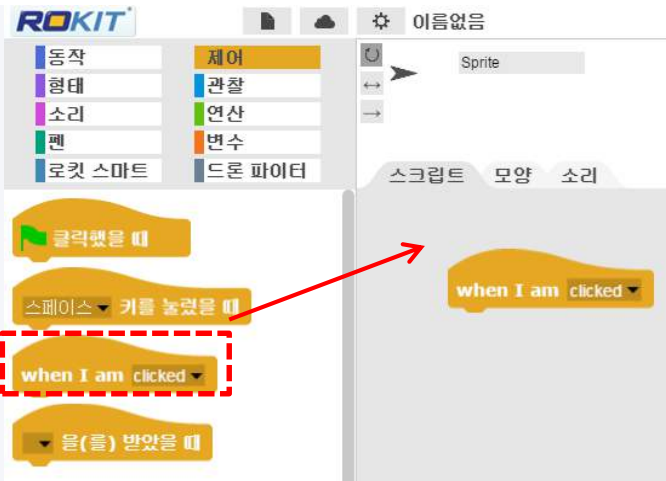 ROKIT
이름없음
동작
제어
형태
관찰
소리
연산
펜
변수
로킷 스마트
드론 파이터
Sprite
스크립트 모양 소리
클릭했을 때
스페이스 키를 눌렀을 때
when I am clicked
을(를) 받았을 때
when I am clicked